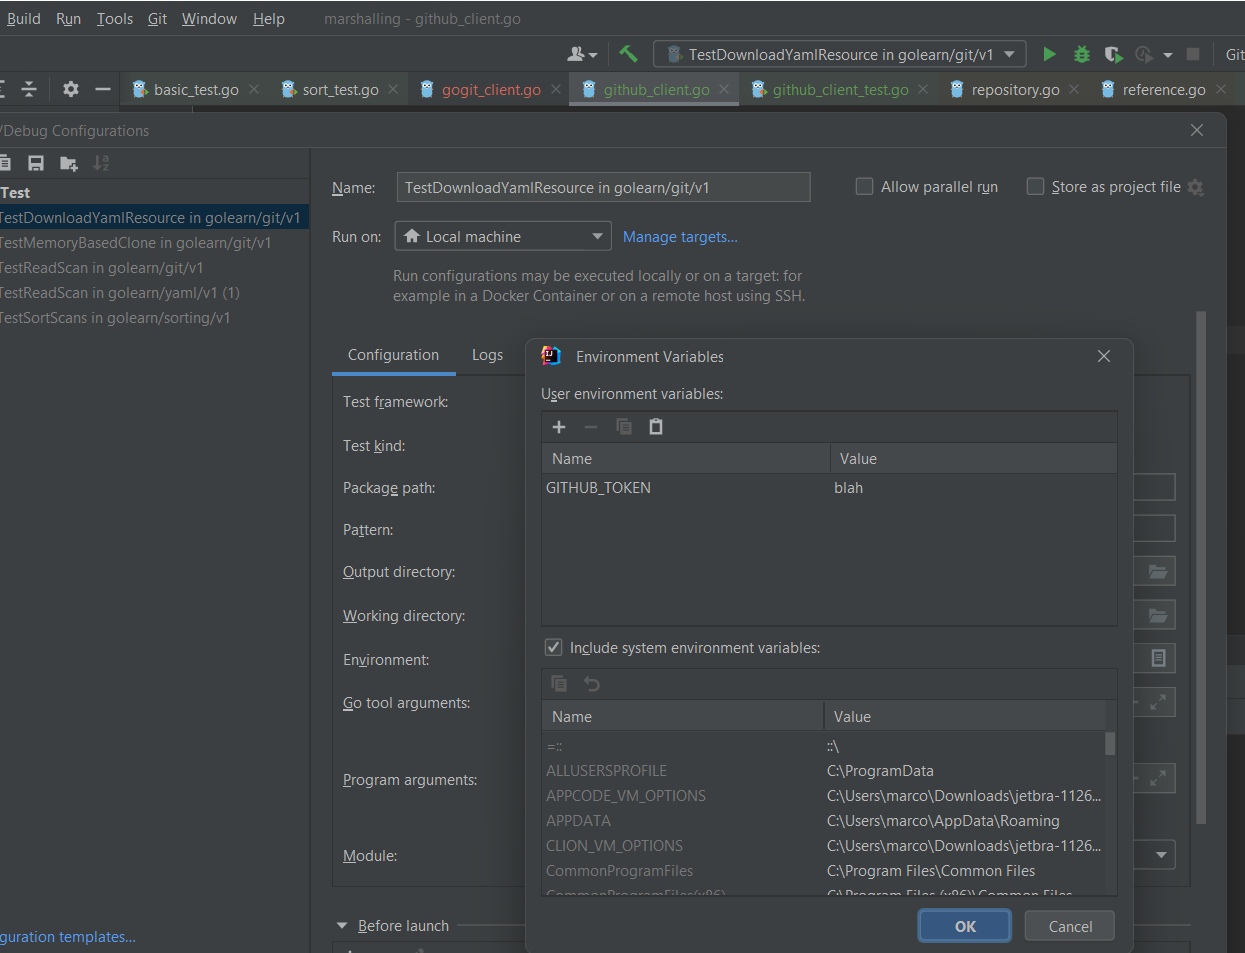 Build Run Tools Git Window Help marshalling - github_client.go
TestDownloadYamlResource in golearn/git/v1 Git
basic_test.go sort_test.go gogit_client.go github_client.go github_client_test.go repository.go reference.go
/Debug Configurations
Test
TestDownloadYamlResource in golearn/git/v1
TestMemoryBasedClone in golearn/git/v1
TestReadScan in golearn/git/v1
TestReadScan in golearn/yaml/v1 (1)
TestSortScans in golearn/sorting/v1
guration templates...
Name: TestDownloadYamlResource in golearn/git/v1 Allow parallel run Store as project file
Run on: Local machine Manage targets...
Run configurations may be executed locally or on a target: for
example in a Docker Container or on a remote host using SSH.
Configuration Logs
Test framework:
Test kind:
Package path:
Pattern:
Output directory:
Working directory:
Environment:
Go tool arguments:
Program arguments:
Module:
Before launch
Environment Variables
User environment variables:
Name Value
GITHUB_TOKEN blah
Include system environment variables:
Name Value
=:: ::\
ALLUSERSPROFILE C:\ProgramData
APPCODE_VM_OPTIONS C:\Users\marco\Downloads\jetbra-1126...
APPDATA C:\Users\marco\AppData\Roaming
CLION_VM_OPTIONS C:\Users\marco\Downloads\jetbra-1126...
CommonProgramFiles C:\Program Files\Common Files
CommonProgramFiles(x86) C:\Program Files (x86)\Common Files
OK Cancel